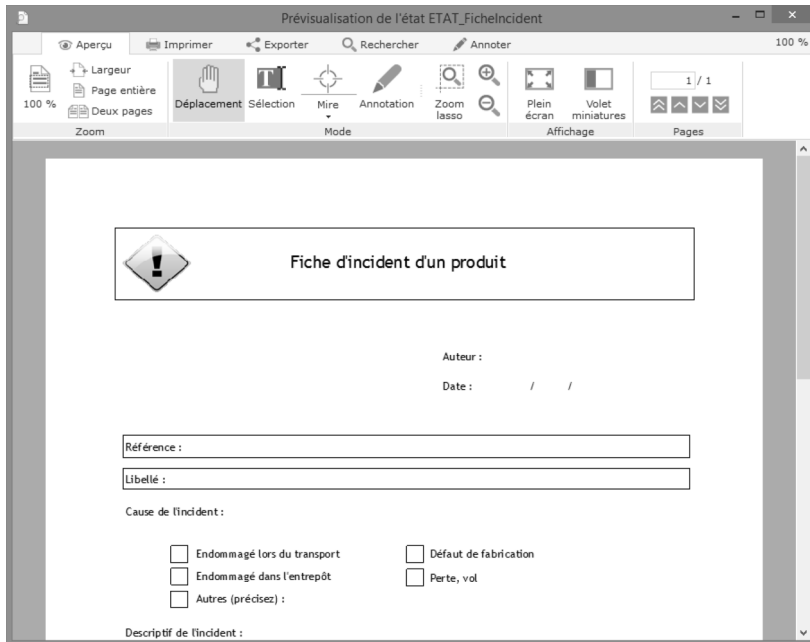 Prévisualisation de l'état ETAT_FicheIncident
Aperçu Imprimer Exporter Rechercher Annoter 100 %
100 % Largeur
Page entière
Deux pages
Zoom
Déplacement Sélection Mire Annotation Zoom lasso
Mode
Plein écran Volet miniatures
Affichage
1 / 1
Pages
Fiche d'incident d'un produit
Auteur :
Date : / /
Référence :
Libellé :
Cause de l'incident :
Endommagé lors du transport Défaut de fabrication
Endommagé dans l'entrepôt Perte, vol
Autres (précisez) :
Descriptif de l'incident :